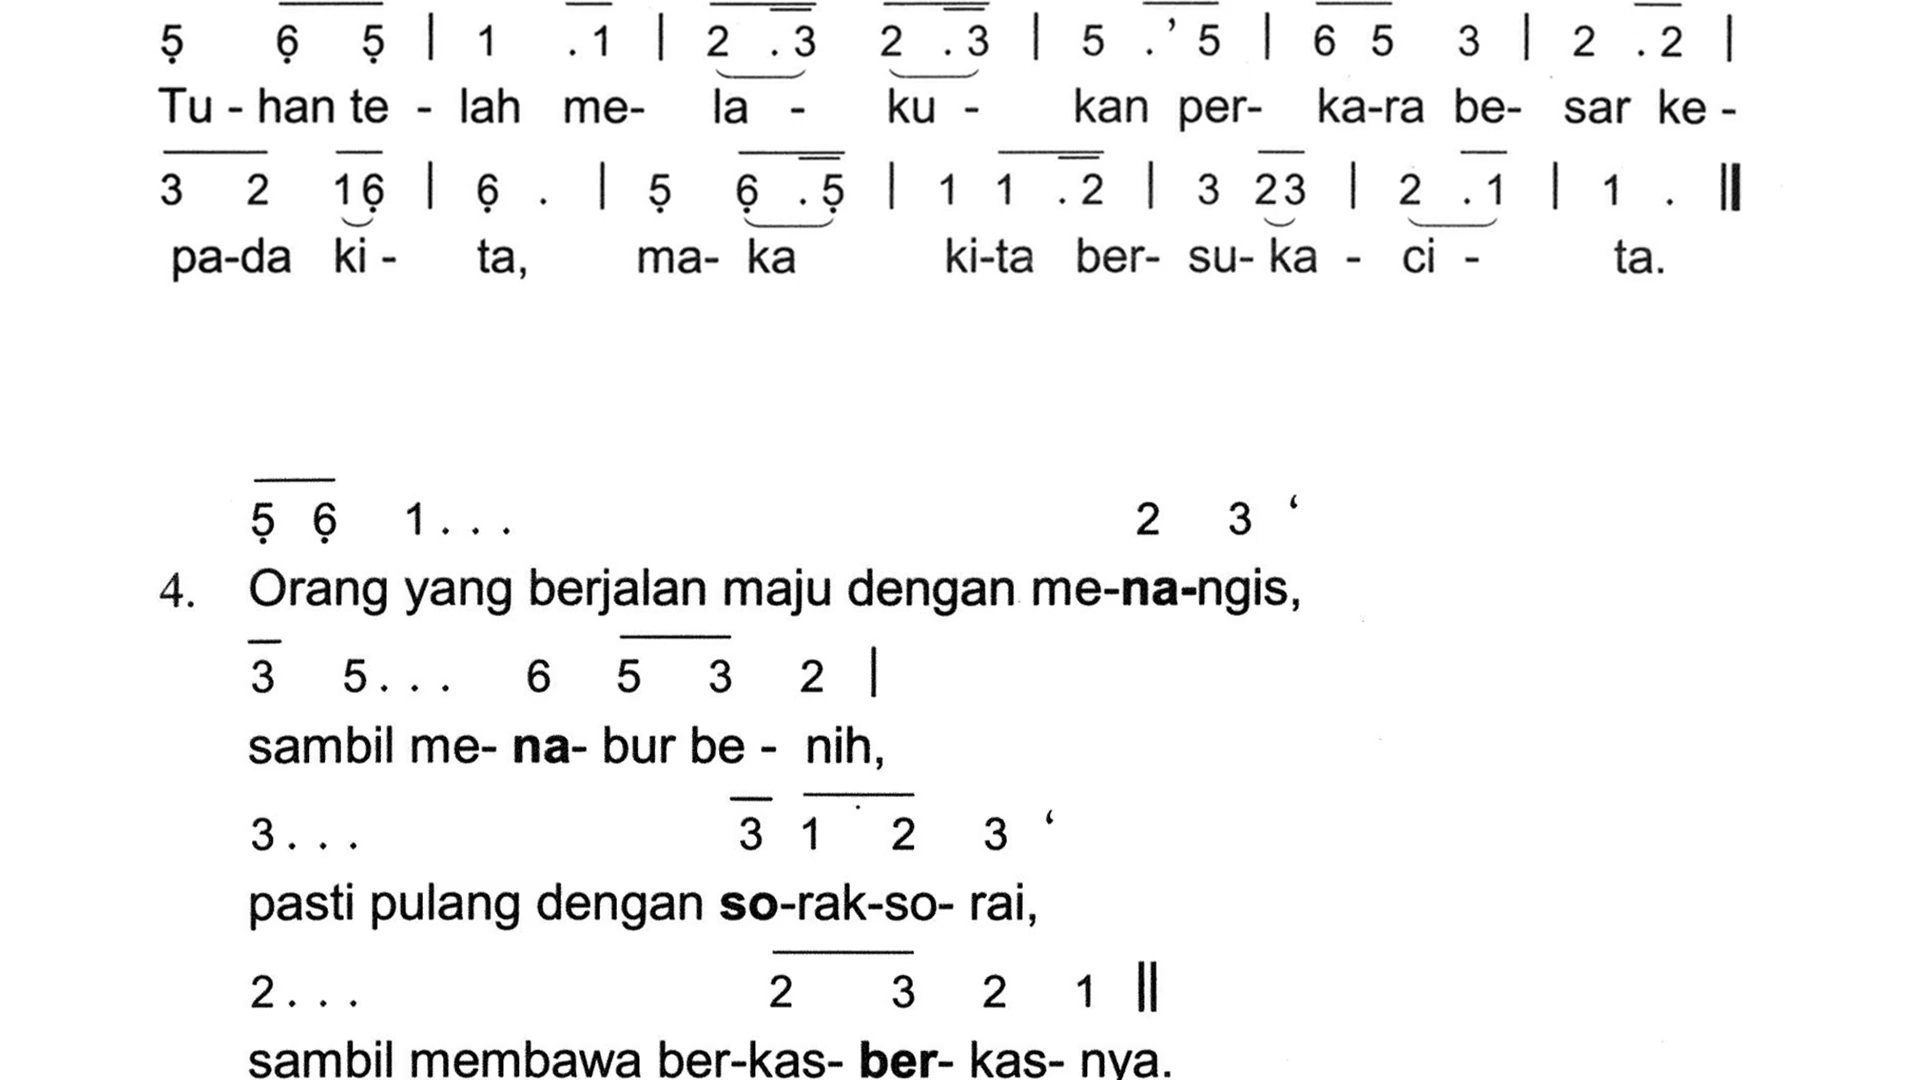 5̣ 6̣ 5̣ | 1 . 1 | 2 . 3 2 . 3 | 5 . ’ 5 | 6 5 3 | 2 . 2 |
Tu - han te - lah me- la - ku - kan per- ka-ra be- sar ke -
3 2 1 6̣ | 6̣ . | 5̣ 6̣ . 5̣ | 1 1 . 2 | 3 2 3 | 2 . 1 | 1 . ||
pa-da ki - ta, ma- ka ki-ta ber- su- ka - ci - ta.
5̣ 6̣ 1 . . . 2 3 ‘
4. Orang yang berjalan maju dengan me-na-ngis,
3 5 . . . 6 5 3 2 |
sambil me- na- bur be - nih,
3 . . . 3 1 2 3 ‘
pasti pulang dengan so-rak-so- rai,
2 . . . 2 3 2 1 ||
sambil membawa ber-kas- ber- kas- nya.